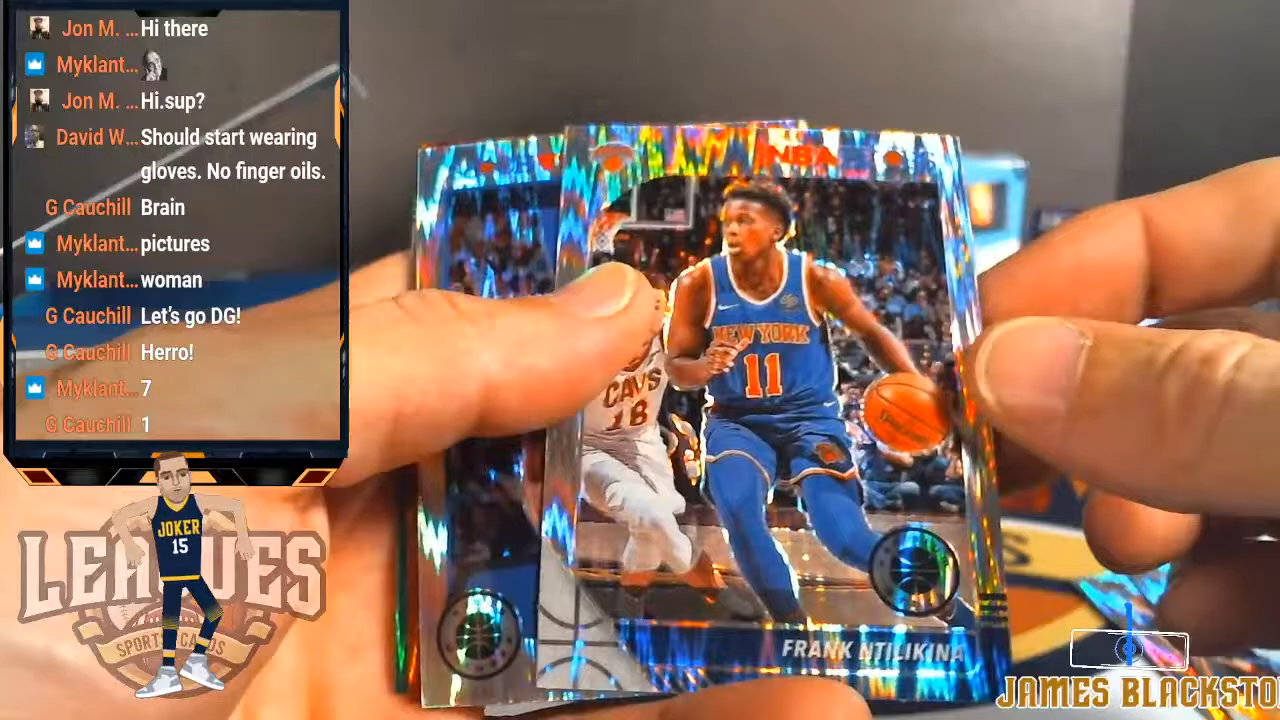 Jon M. ... Hi there
Myklant...
Jon M. ... Hi.sup?
David W... Should start wearing
gloves. No finger oils.
G Cauchill Brain
Myklant... pictures
Myklant... woman
G Cauchill Let's go DG!
G Cauchill Herro!
Myklant... 7
G Cauchill 1
JOKER
15
LEA UES
SPORTS CARDS
NBA
NEW YORK
11
CAVS
18
FRANK NTILIKINA
JAMES BLACKSTO